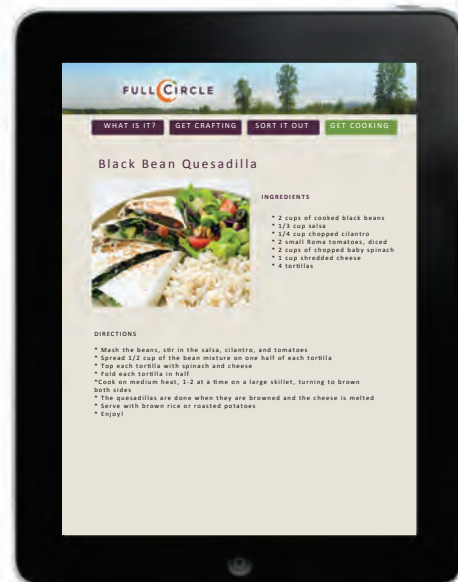 FULL CIRCLE
WHAT IS IT? GET CRAFTING SORT IT OUT GET COOKING
Black Bean Quesadilla
INGREDIENTS
* 2 cups of cooked black beans
* 1/3 cup salsa
* 1/4 cup chopped cilantro
* 2 small Roma tomatoes, diced
* 2 cups of chopped baby spinach
* 1 cup shredded cheese
* 4 tortillas
DIRECTIONS
* Mash the beans, stir in the salsa, cilantro, and tomatoes
* Spread 1/2 cup of the bean mixture on one half of each tortilla
* Top each tortilla with spinach and cheese
* Fold each tortilla in half
*Cook on medium heat, 1-2 at a time on a large skillet, turning to brown
both sides
* The quesadillas are done when they are browned and the cheese is melted
* Serve with brown rice or roasted potatoes
* Enjoy!